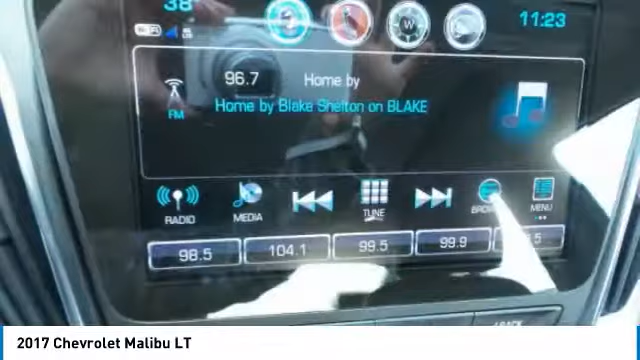 38
11:23
W
96.7
Home by
FM
Home by Blake Shelton on BLAKE
RADIO
MEDIA
TUNE
MENU
98.5
104.1
99.5
99.9
BACK
2017 Chevrolet Malibu LT